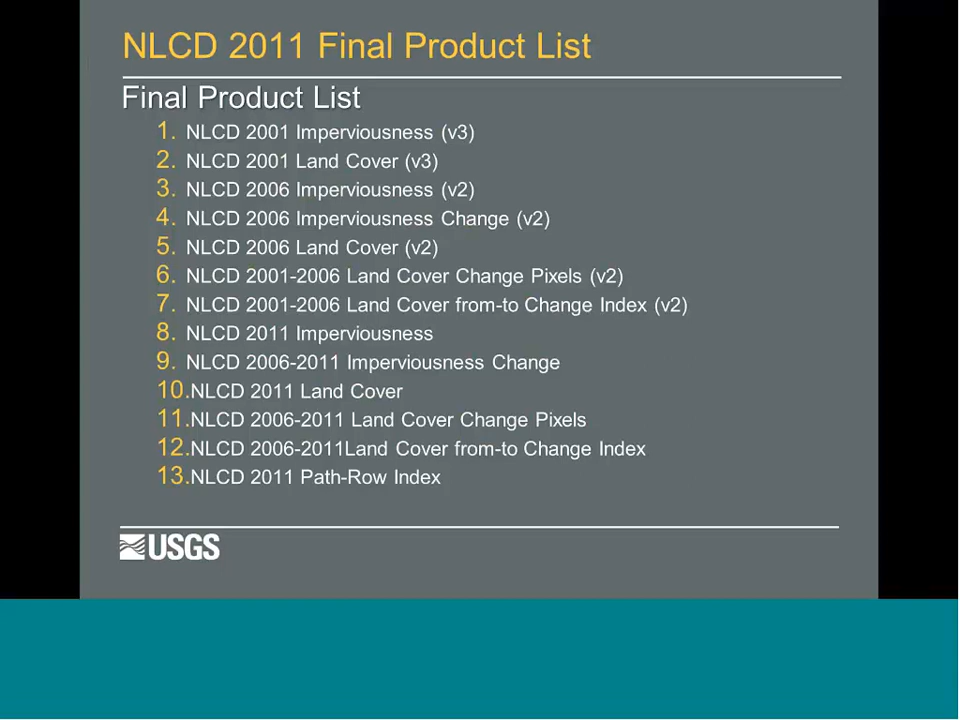 NLCD 2011 Final Product List
Final Product List
1. NLCD 2001 Imperviousness (v3)
2. NLCD 2001 Land Cover (v3)
3. NLCD 2006 Imperviousness (v2)
4. NLCD 2006 Imperviousness Change (v2)
5. NLCD 2006 Land Cover (v2)
6. NLCD 2001-2006 Land Cover Change Pixels (v2)
7. NLCD 2001-2006 Land Cover from-to Change Index (v2)
8. NLCD 2011 Imperviousness
9. NLCD 2006-2011 Imperviousness Change
10.NLCD 2011 Land Cover
11.NLCD 2006-2011 Land Cover Change Pixels
12.NLCD 2006-2011Land Cover from-to Change Index
13.NLCD 2011 Path-Row Index
USGS